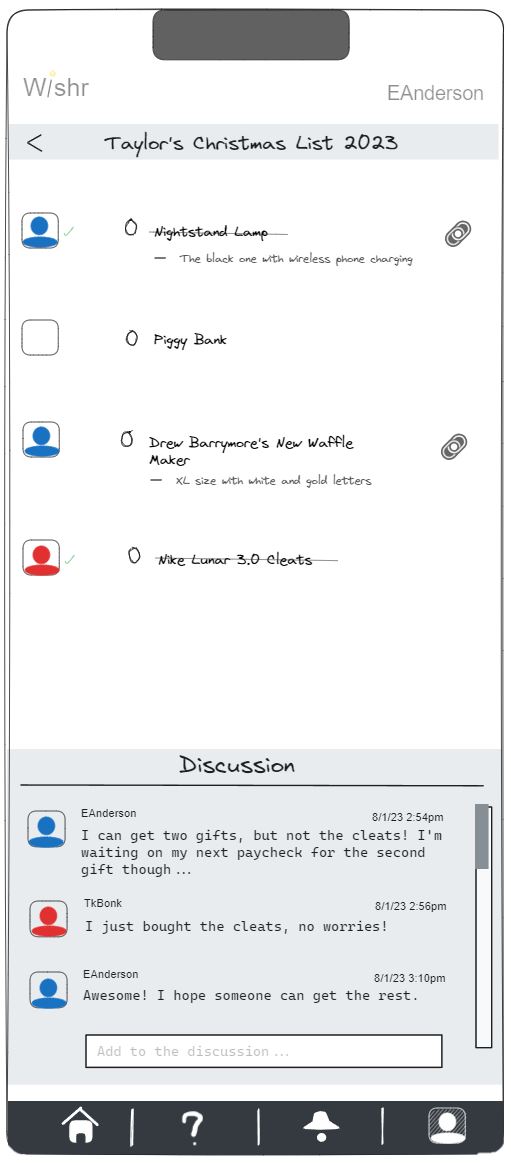 Wishr
EAnderson
Taylor's Christmas List 2023
Nightstand Lamp
— The black one with wireless phone charging
Piggy Bank
Drew Barrymore's New Waffle
Maker
— XL size with white and gold letters
Nike Lunar 3.0 Cleats
Discussion
EAnderson 8/1/23 2:54pm
I can get two gifts, but not the cleats! I'm
waiting on my next paycheck for the second
gift though...
TkBonk 8/1/23 2:56pm
I just bought the cleats, no worries!
EAnderson 8/1/23 3:10pm
Awesome! I hope someone can get the rest.
Add to the discussion...
?